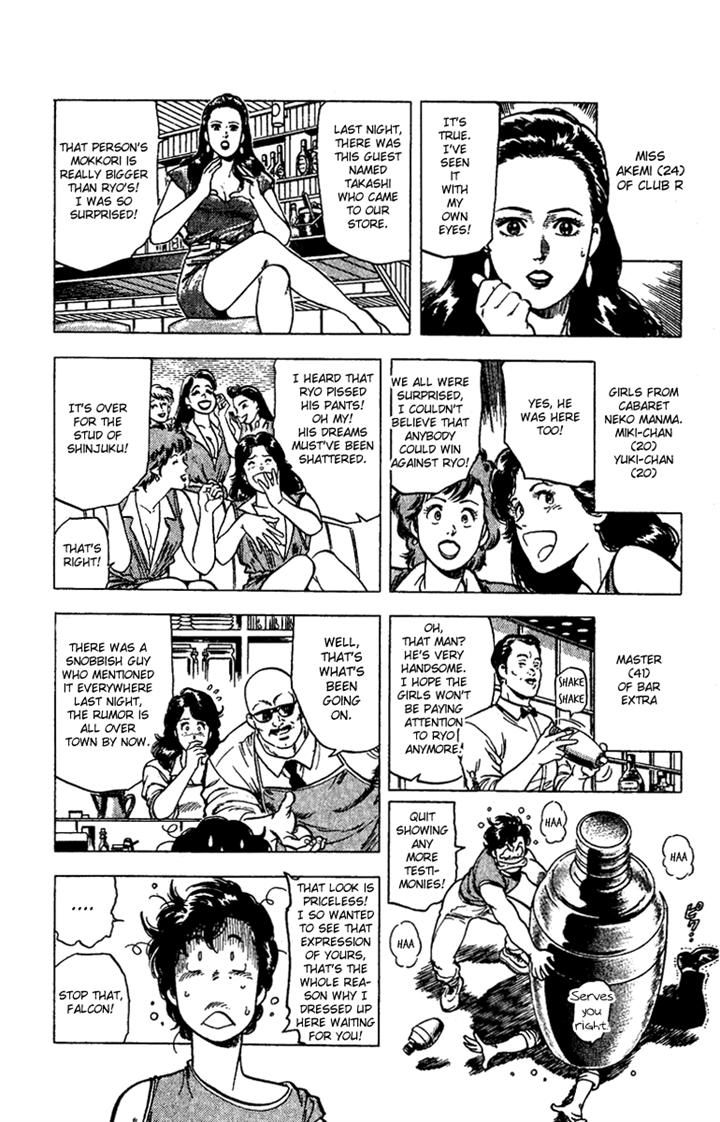 MISS
AKEMI (24)
OF CLUB R
IT'S
TRUE.
I'VE
SEEN
IT
WITH
MY
OWN
EYES!
LAST NIGHT,
THERE WAS
THIS GUEST
NAMED
TAKASHI
WHO CAME
TO OUR
STORE.
THAT PERSON'S
MOKKORI IS
REALLY BIGGER
THAN RYO'S!
I WAS SO
SURPRISED!
GIRLS FROM
CABARET
NEKO MANMA.
MIKI-CHAN
(20)
YUKI-CHAN
(20)
YES, HE
WAS HERE
TOO!
WE ALL WERE
SURPRISED,
I COULDN'T
BELIEVE THAT
ANYBODY
COULD WIN
AGAINST RYO!
I HEARD THAT
RYO PISSED
HIS PANTS!
OH MY!
HIS DREAMS
MUST'VE BEEN
SHATTERED.
IT'S OVER
FOR THE
STUD OF
SHINJUKU!
THAT'S
RIGHT!
MASTER
(41)
OF BAR
EXTRA
SHAKE
SHAKE
OH,
THAT MAN?
HE'S VERY
HANDSOME.
I HOPE THE
GIRLS WON'T
BE PAYING
ATTENTION
TO RYO
ANYMORE.
WELL,
THAT'S
WHAT'S
BEEN
GOING
ON.
THERE WAS A
SNOBBISH GUY
WHO MENTIONED
IT EVERYWHERE
LAST NIGHT,
THE RUMOR IS
ALL OVER
TOWN BY NOW.
QUIT
SHOWING
ANY
MORE
TESTI-
MONIES!
HAA
HAA
HAA
ピク・
Serves
you
right.
THAT LOOK IS
PRICELESS!
I SO WANTED
TO SEE THAT
EXPRESSION
OF YOURS,
THAT'S THE
WHOLE REA-
SON WHY I
DRESSED UP
HERE WAITING
FOR YOU!
....
STOP THAT,
FALCON!